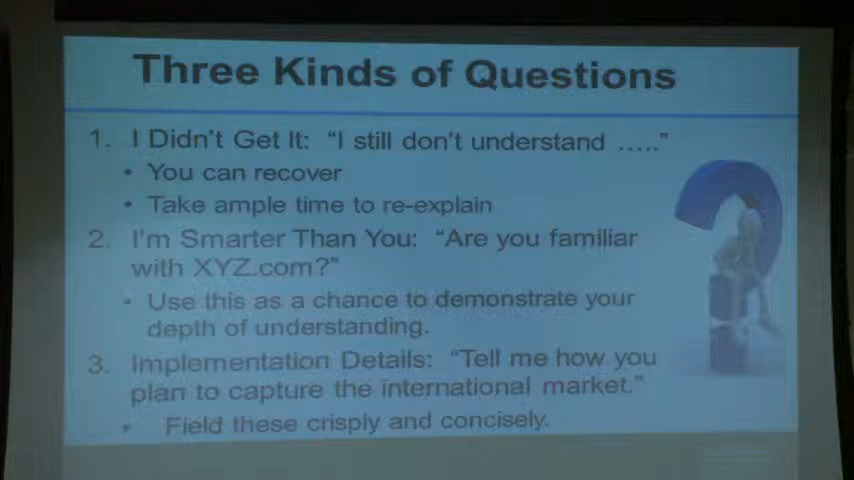 Three Kinds of Questions
1. I Didn't Get It: "I still don't understand ….."
• You can recover
• Take ample time to re-explain
2. I'm Smarter Than You: "Are you familiar
with XYZ.com?"
• Use this as a chance to demonstrate your
depth of understanding.
3. Implementation Details: "Tell me how you
plan to capture the international market."
• Field these crisply and concisely.